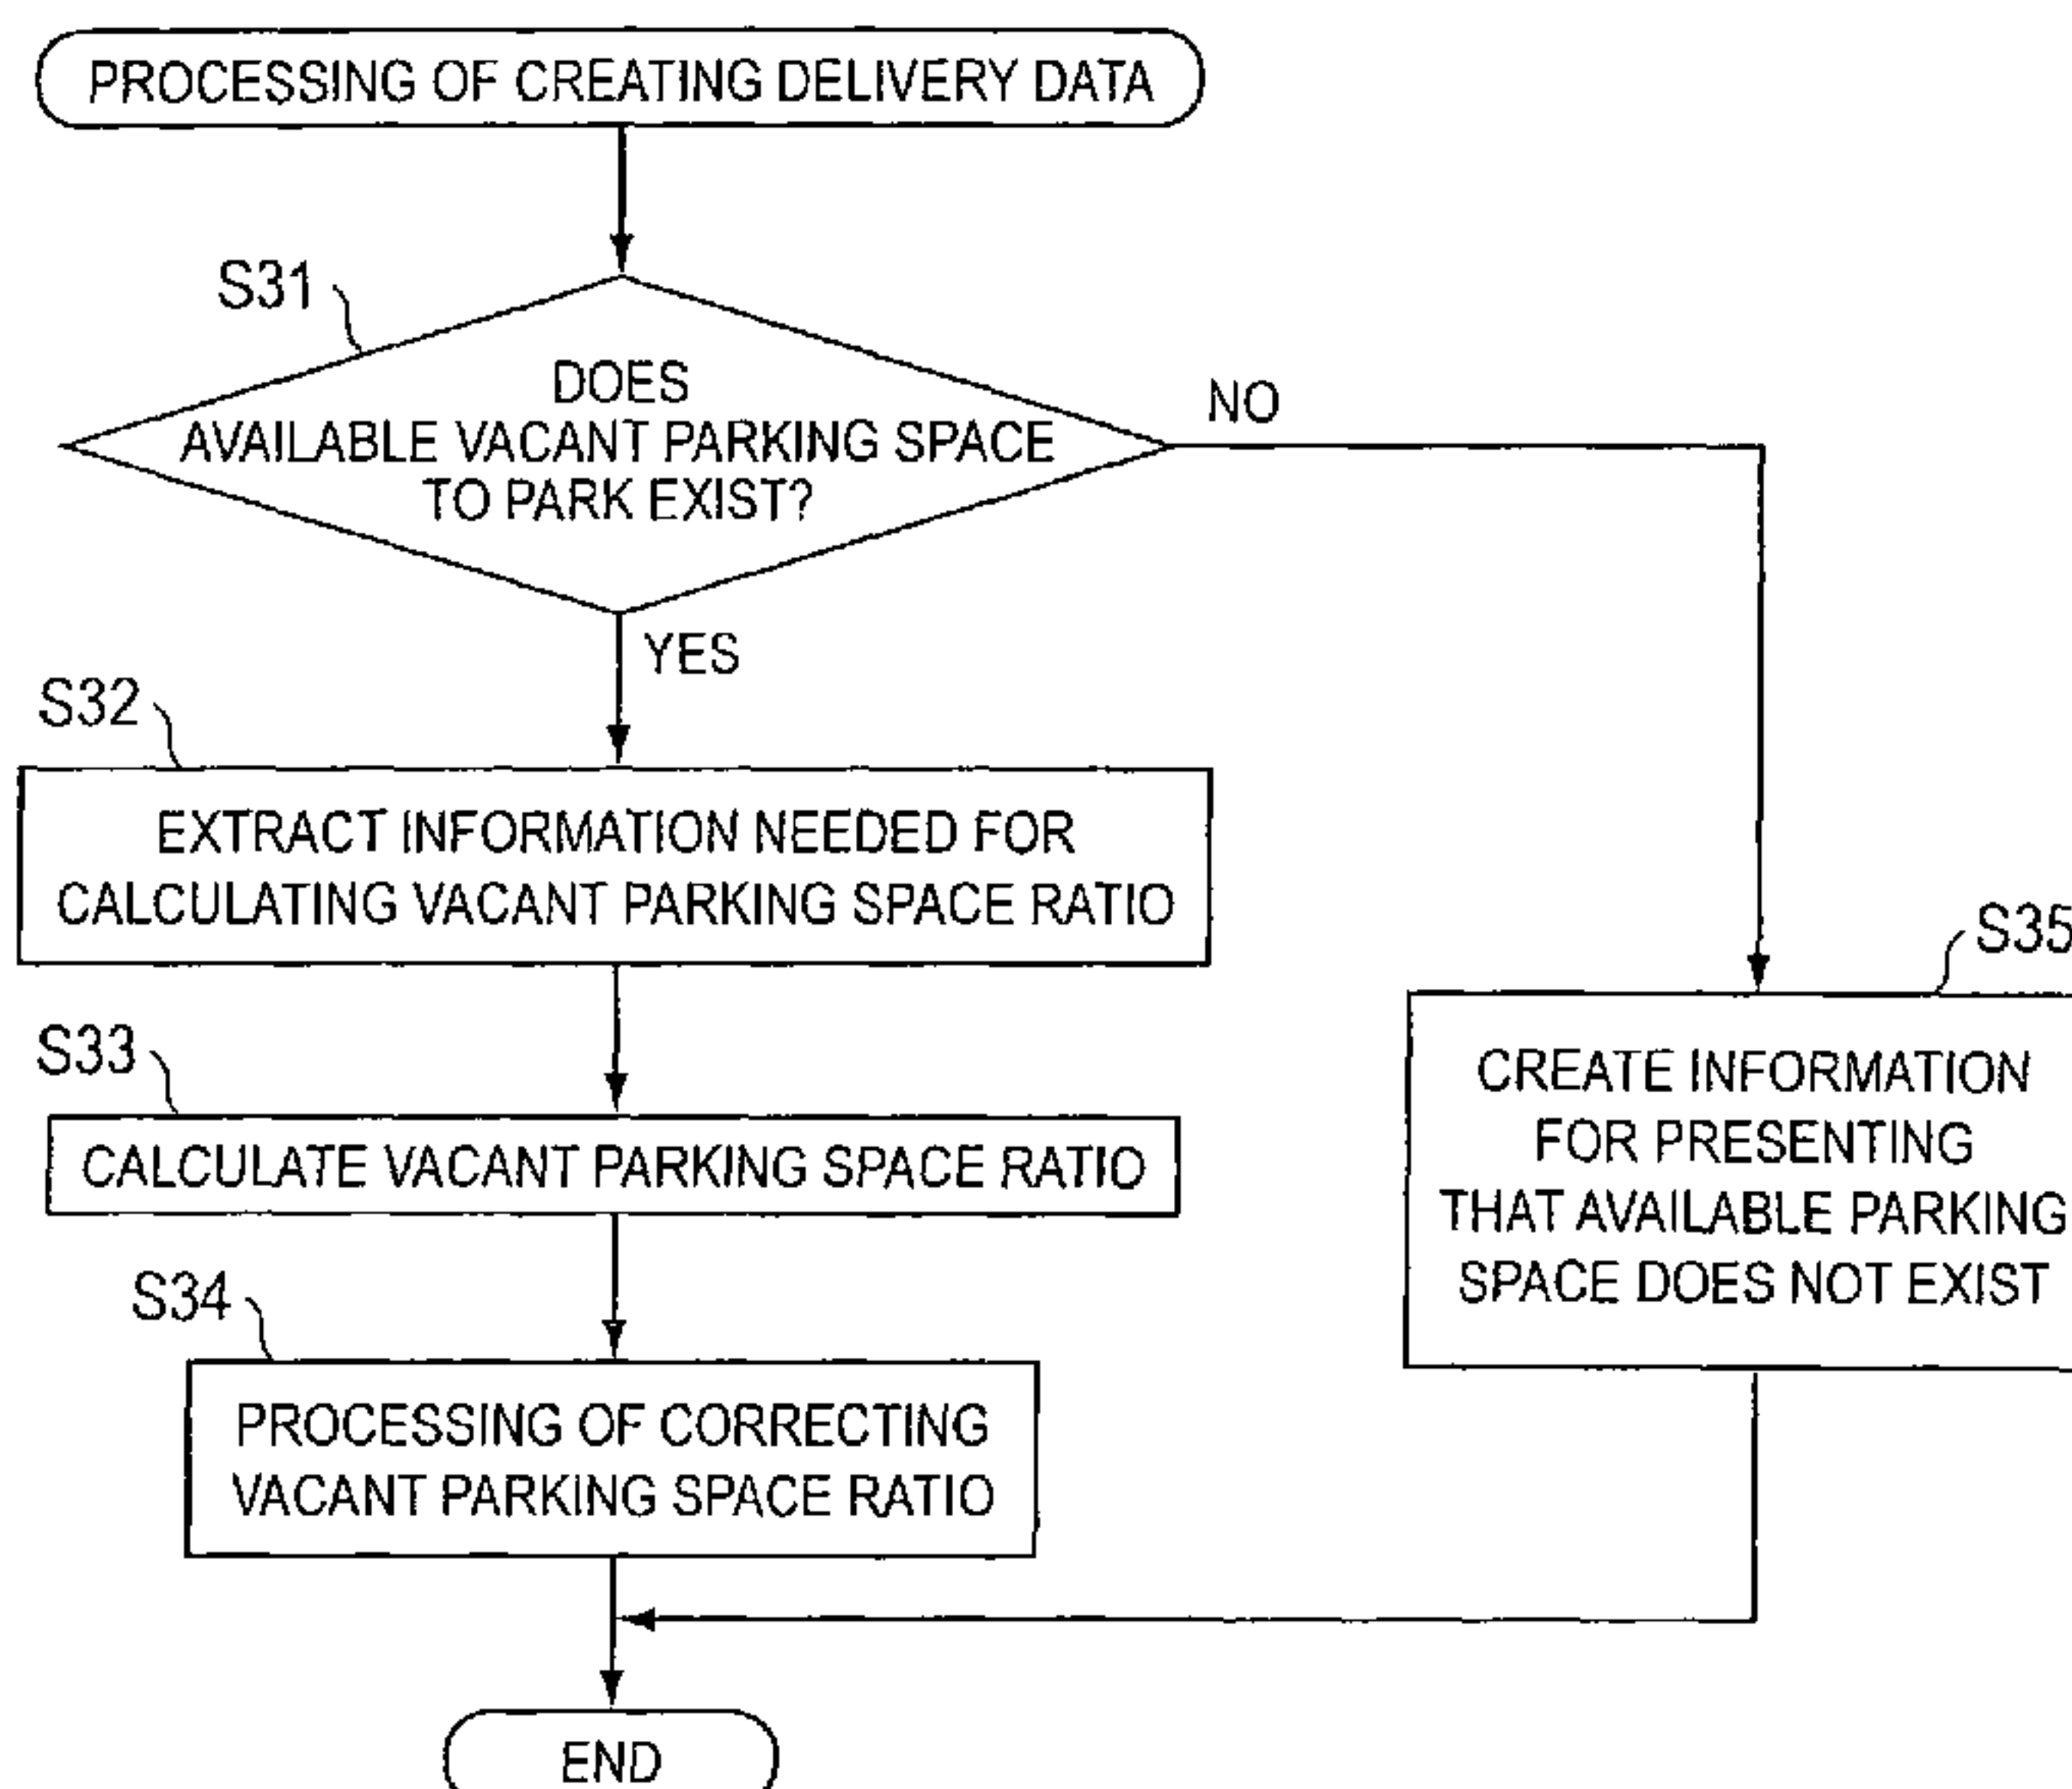 PROCESSING OF CREATING DELIVERY DATA
S31
DOES
AVAILABLE VACANT PARKING SPACE
TO PARK EXIST?
NO
YES
S32
EXTRACT INFORMATION NEEDED FOR
CALCULATING VACANT PARKING SPACE RATIO
S33
CALCULATE VACANT PARKING SPACE RATIO
S34
PROCESSING OF CORRECTING
VACANT PARKING SPACE RATIO
S35
CREATE INFORMATION
FOR PRESENTING
THAT AVAILABLE PARKING
SPACE DOES NOT EXIST
END